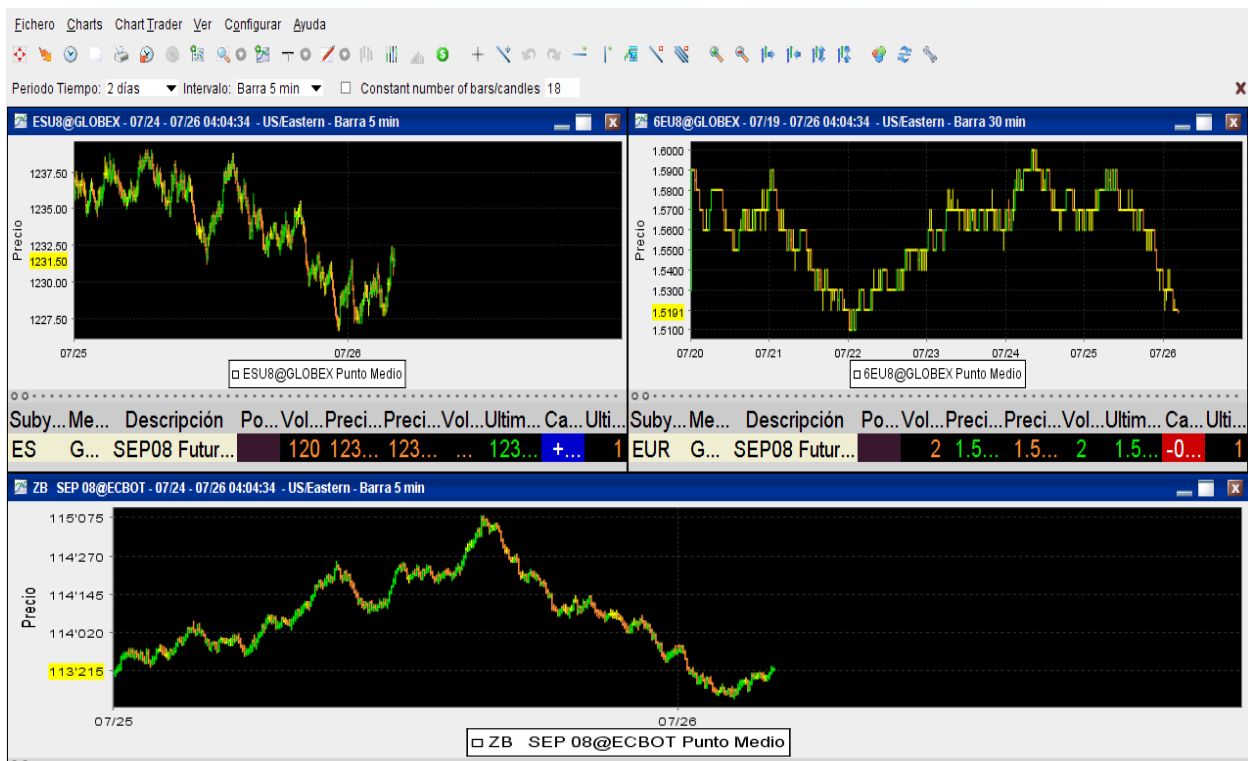 Fichero Charts Chart Trader Ver Configurar Ayuda
Periodo Tiempo: 2 días Intervalo: Barra 5 min Constant number of bars/candles 18
ESU8@GLOBEX - 07/24 - 07/26 04:04:34 - US/Eastern - Barra 5 min
1237.50
1235.00
1232.50
1231.50
1230.00
1227.50
Precio
07/25 07/26
ESU8@GLOBEX Punto Medio
Suby... Me... Descripción Po... Vol... Preci... Preci... Vol... Ultim... Ca... Ulti...
ES G... SEP08 Futur... 120 123... 123... ... 123... +... 1
6EU8@GLOBEX - 07/19 - 07/26 04:04:34 - US/Eastern - Barra 30 min
1.6000
1.5900
1.5800
1.5700
1.5600
1.5500
1.5400
1.5300
1.5191
1.5100
Precio
07/20 07/21 07/22 07/23 07/24 07/25 07/26
6EU8@GLOBEX Punto Medio
Suby... Me... Descripción Po... Vol... Preci... Preci... Vol... Ultim... Ca... Ulti...
EUR G... SEP08 Futur... 2 1.5... 1.5... 2 1.5... -0... 1
ZB SEP 08@ECBOT - 07/24 - 07/26 04:04:34 - US/Eastern - Barra 5 min
115'075
114'270
114'145
114'020
113'215
Precio
07/25 07/26
ZB SEP 08@ECBOT Punto Medio